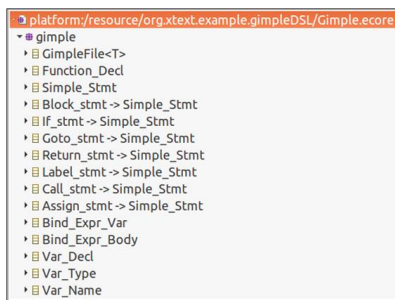 platform:/resource/org.xtext.example.gimpleDSL/Gimple.ecore
gimple
GimpleFile<T>
Function_Decl
Simple_Stmt
Block_stmt -> Simple_Stmt
If_stmt -> Simple_Stmt
Goto_stmt -> Simple_Stmt
Return_stmt -> Simple_Stmt
Label_stmt -> Simple_Stmt
Call_stmt -> Simple_Stmt
Assign_stmt -> Simple_Stmt
Bind_Expr_Var
Bind_Expr_Body
Var_Decl
Var_Type
Var_Name